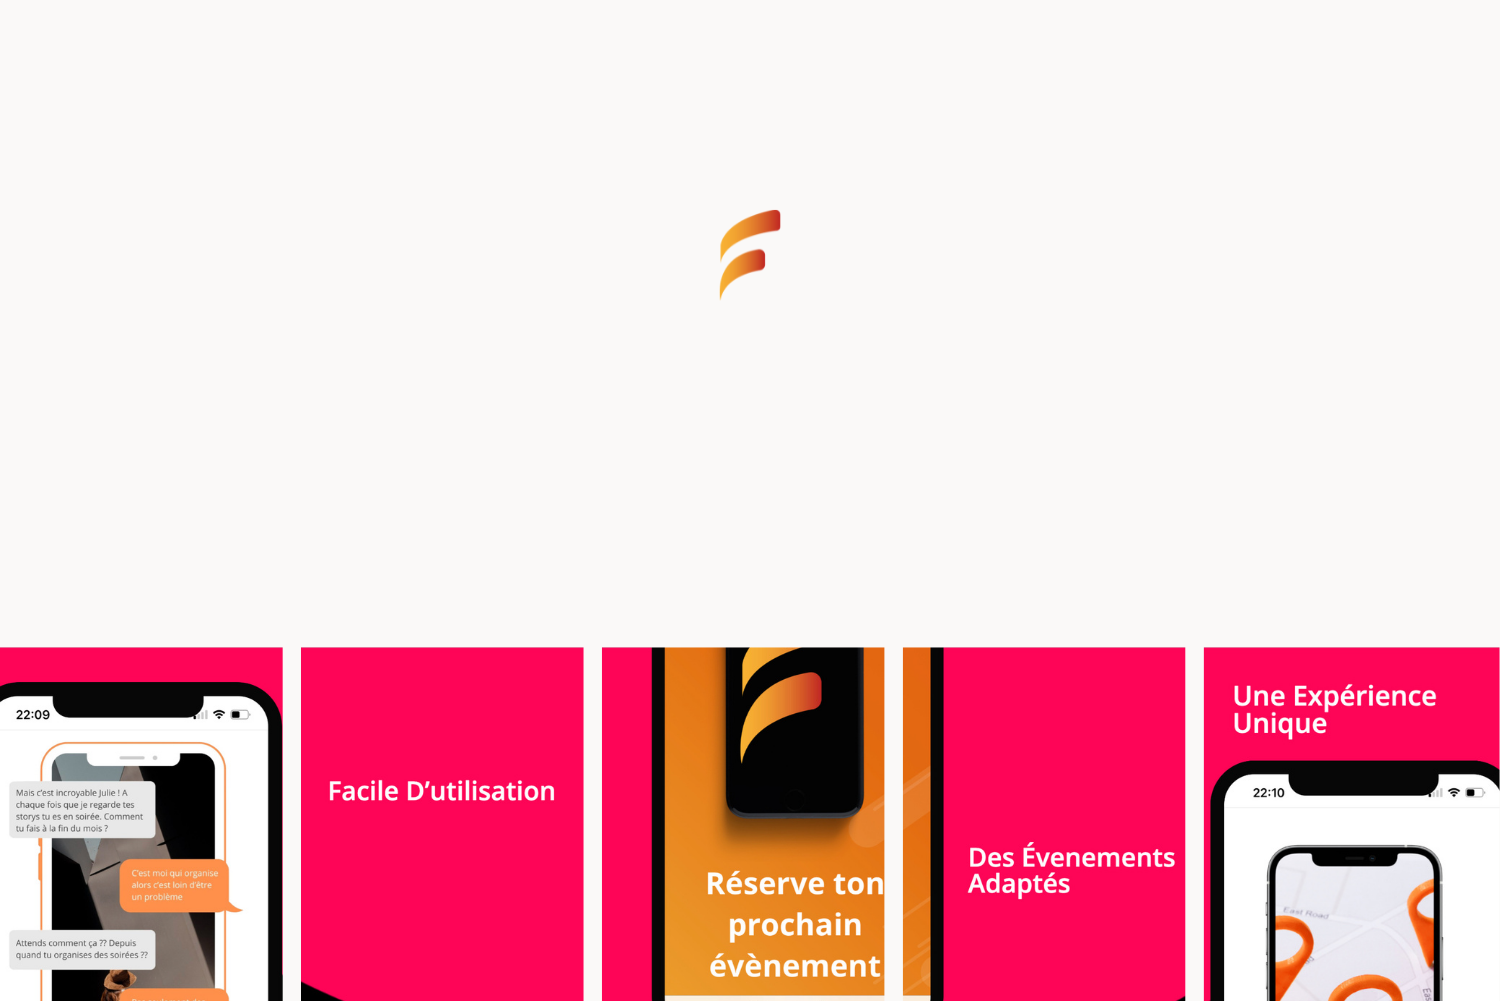 22:09
Mais c'est incroyable Julie ! A
chaque fois que je regarde tes
storys tu es en soirée. Comment
tu fais à la fin du mois ?
C'est moi qui organise
alors c'est loin d'être
un problème
Attends comment ça ?? Depuis
quand tu organises des soirées ??
Facile D’utilisation
Réserve ton
prochain
évènement
Des Évenements
Adaptés
Une Expérience
Unique
22:10
East Road